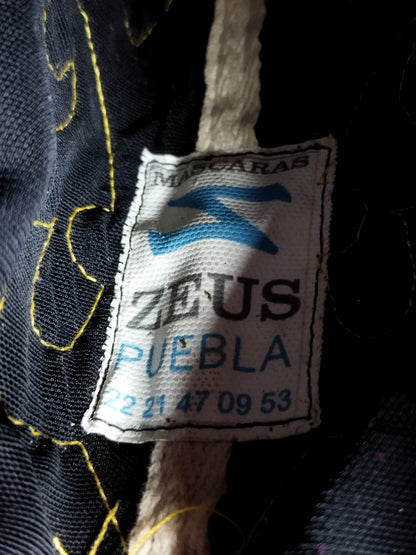 MASCARAS
ZEUS
PUEBLA
22 21 47 09 53